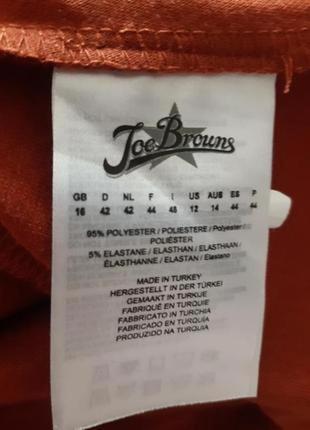 Joe Browns
GB D NL F I US AUS ES P
16 42 42 44 48 12 14 44 44
95% POLYESTER / POLIESTERE / Polyester /
POLIÉSTER
5% ELASTANE / ELASTHAN / ELASTHAAN /
ÉLASTHANNE / ELASTAN / Elastano
MADE IN TURKEY
HERGESTELLT IN DER TÜRKEI
GEMAAKT IN TURKIJE
FABRIQUÉ EN TURQUIE
FABBRICATO IN TURCHIA
FABRICADO EN TURQUÍA
PRODUZIDO NA TURQUIA